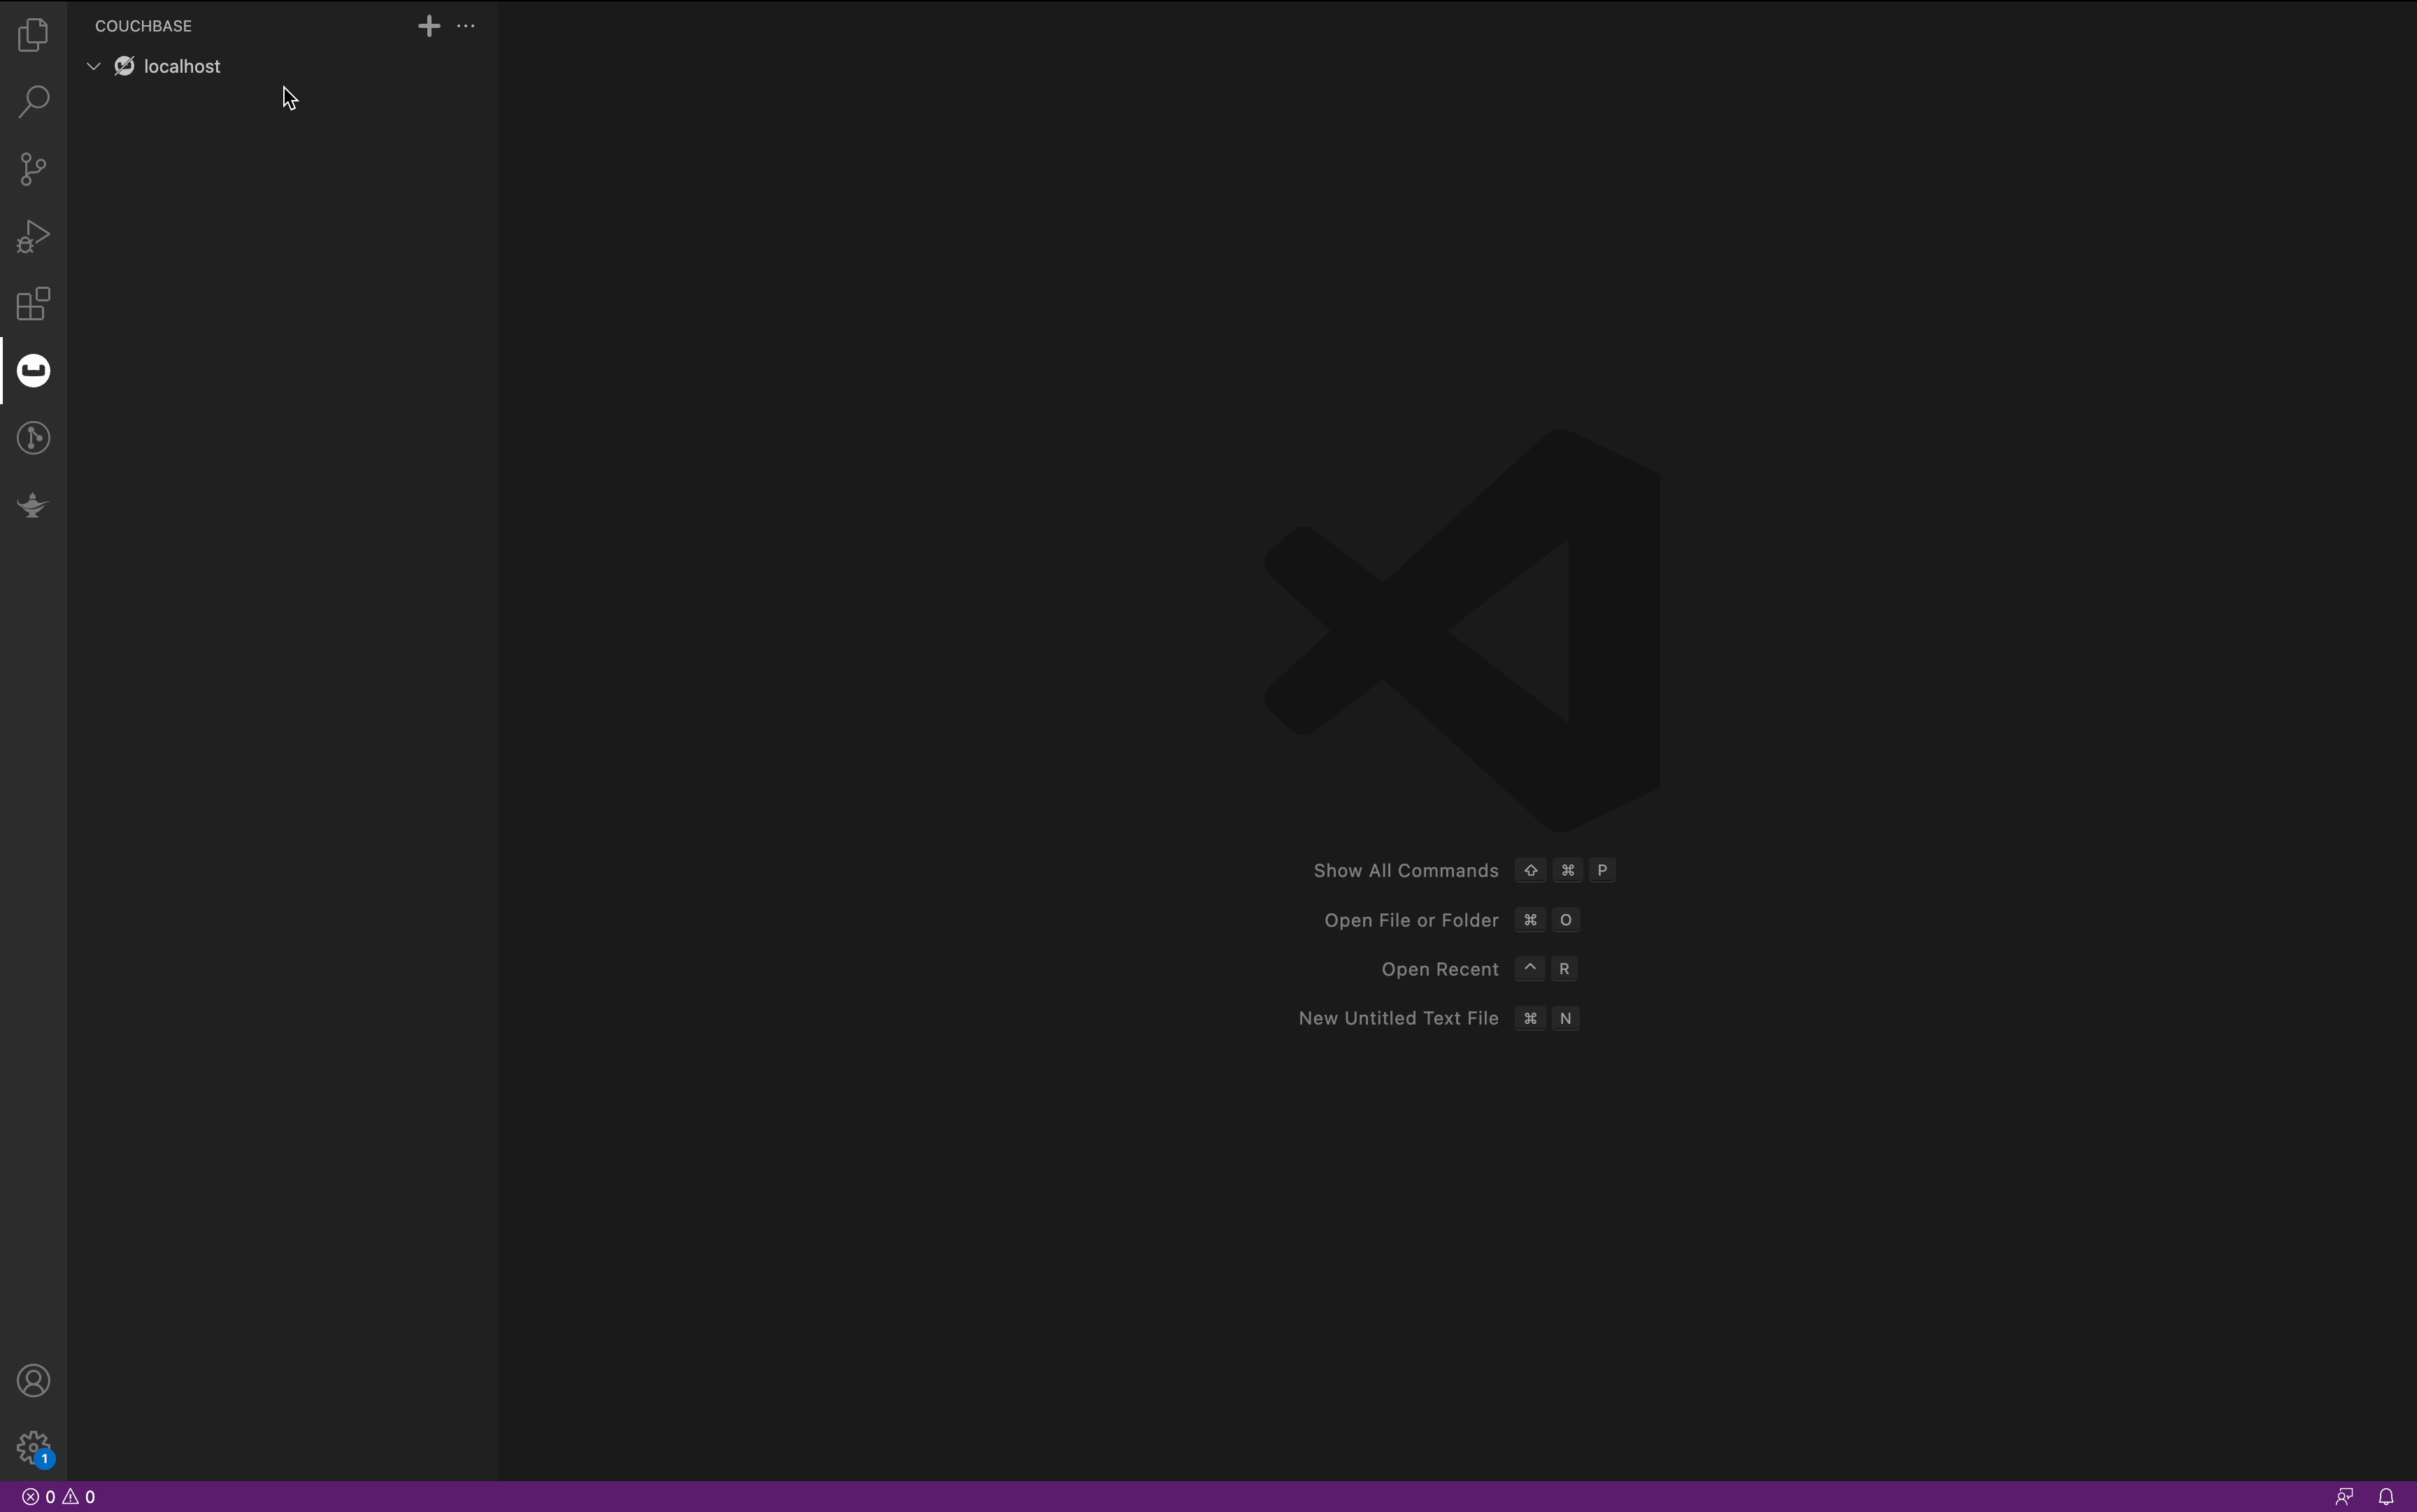 COUCHBASE
localhost
Show All Commands ⇧ ⌘ P
Open File or Folder ⌘ O
Open Recent ^ R
New Untitled Text File ⌘ N
1
0 0